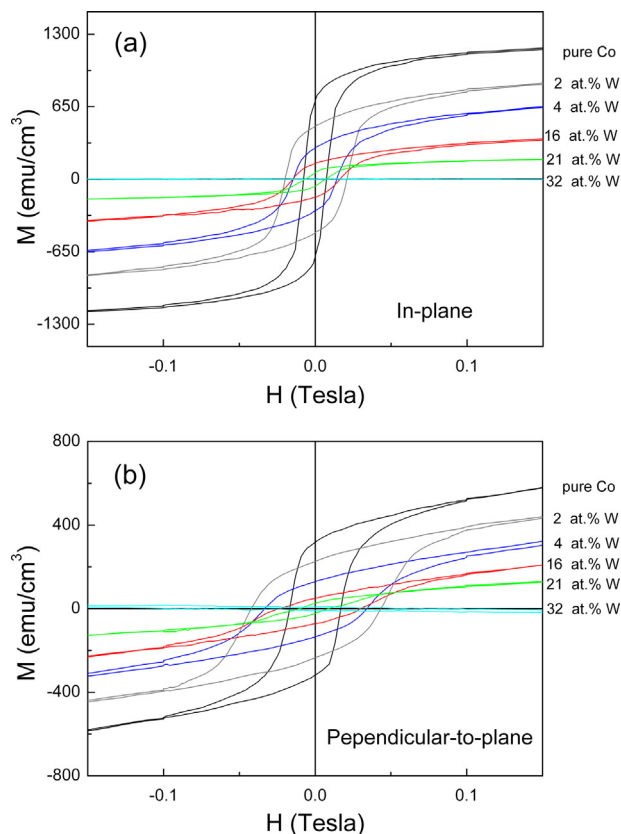 (a)
1300
650
0
-650
-1300
M (emu/cm³)
pure Co
2 at.% W
4 at.% W
16 at.% W
21 at.% W
32 at.% W
In-plane
-0.1
0.0
0.1
H (Tesla)
(b)
800
400
0
-400
-800
M (emu/cm³)
pure Co
2 at.% W
4 at.% W
16 at.% W
21 at.% W
32 at.% W
Pependicular-to-plane
-0.1
0.0
0.1
H (Tesla)